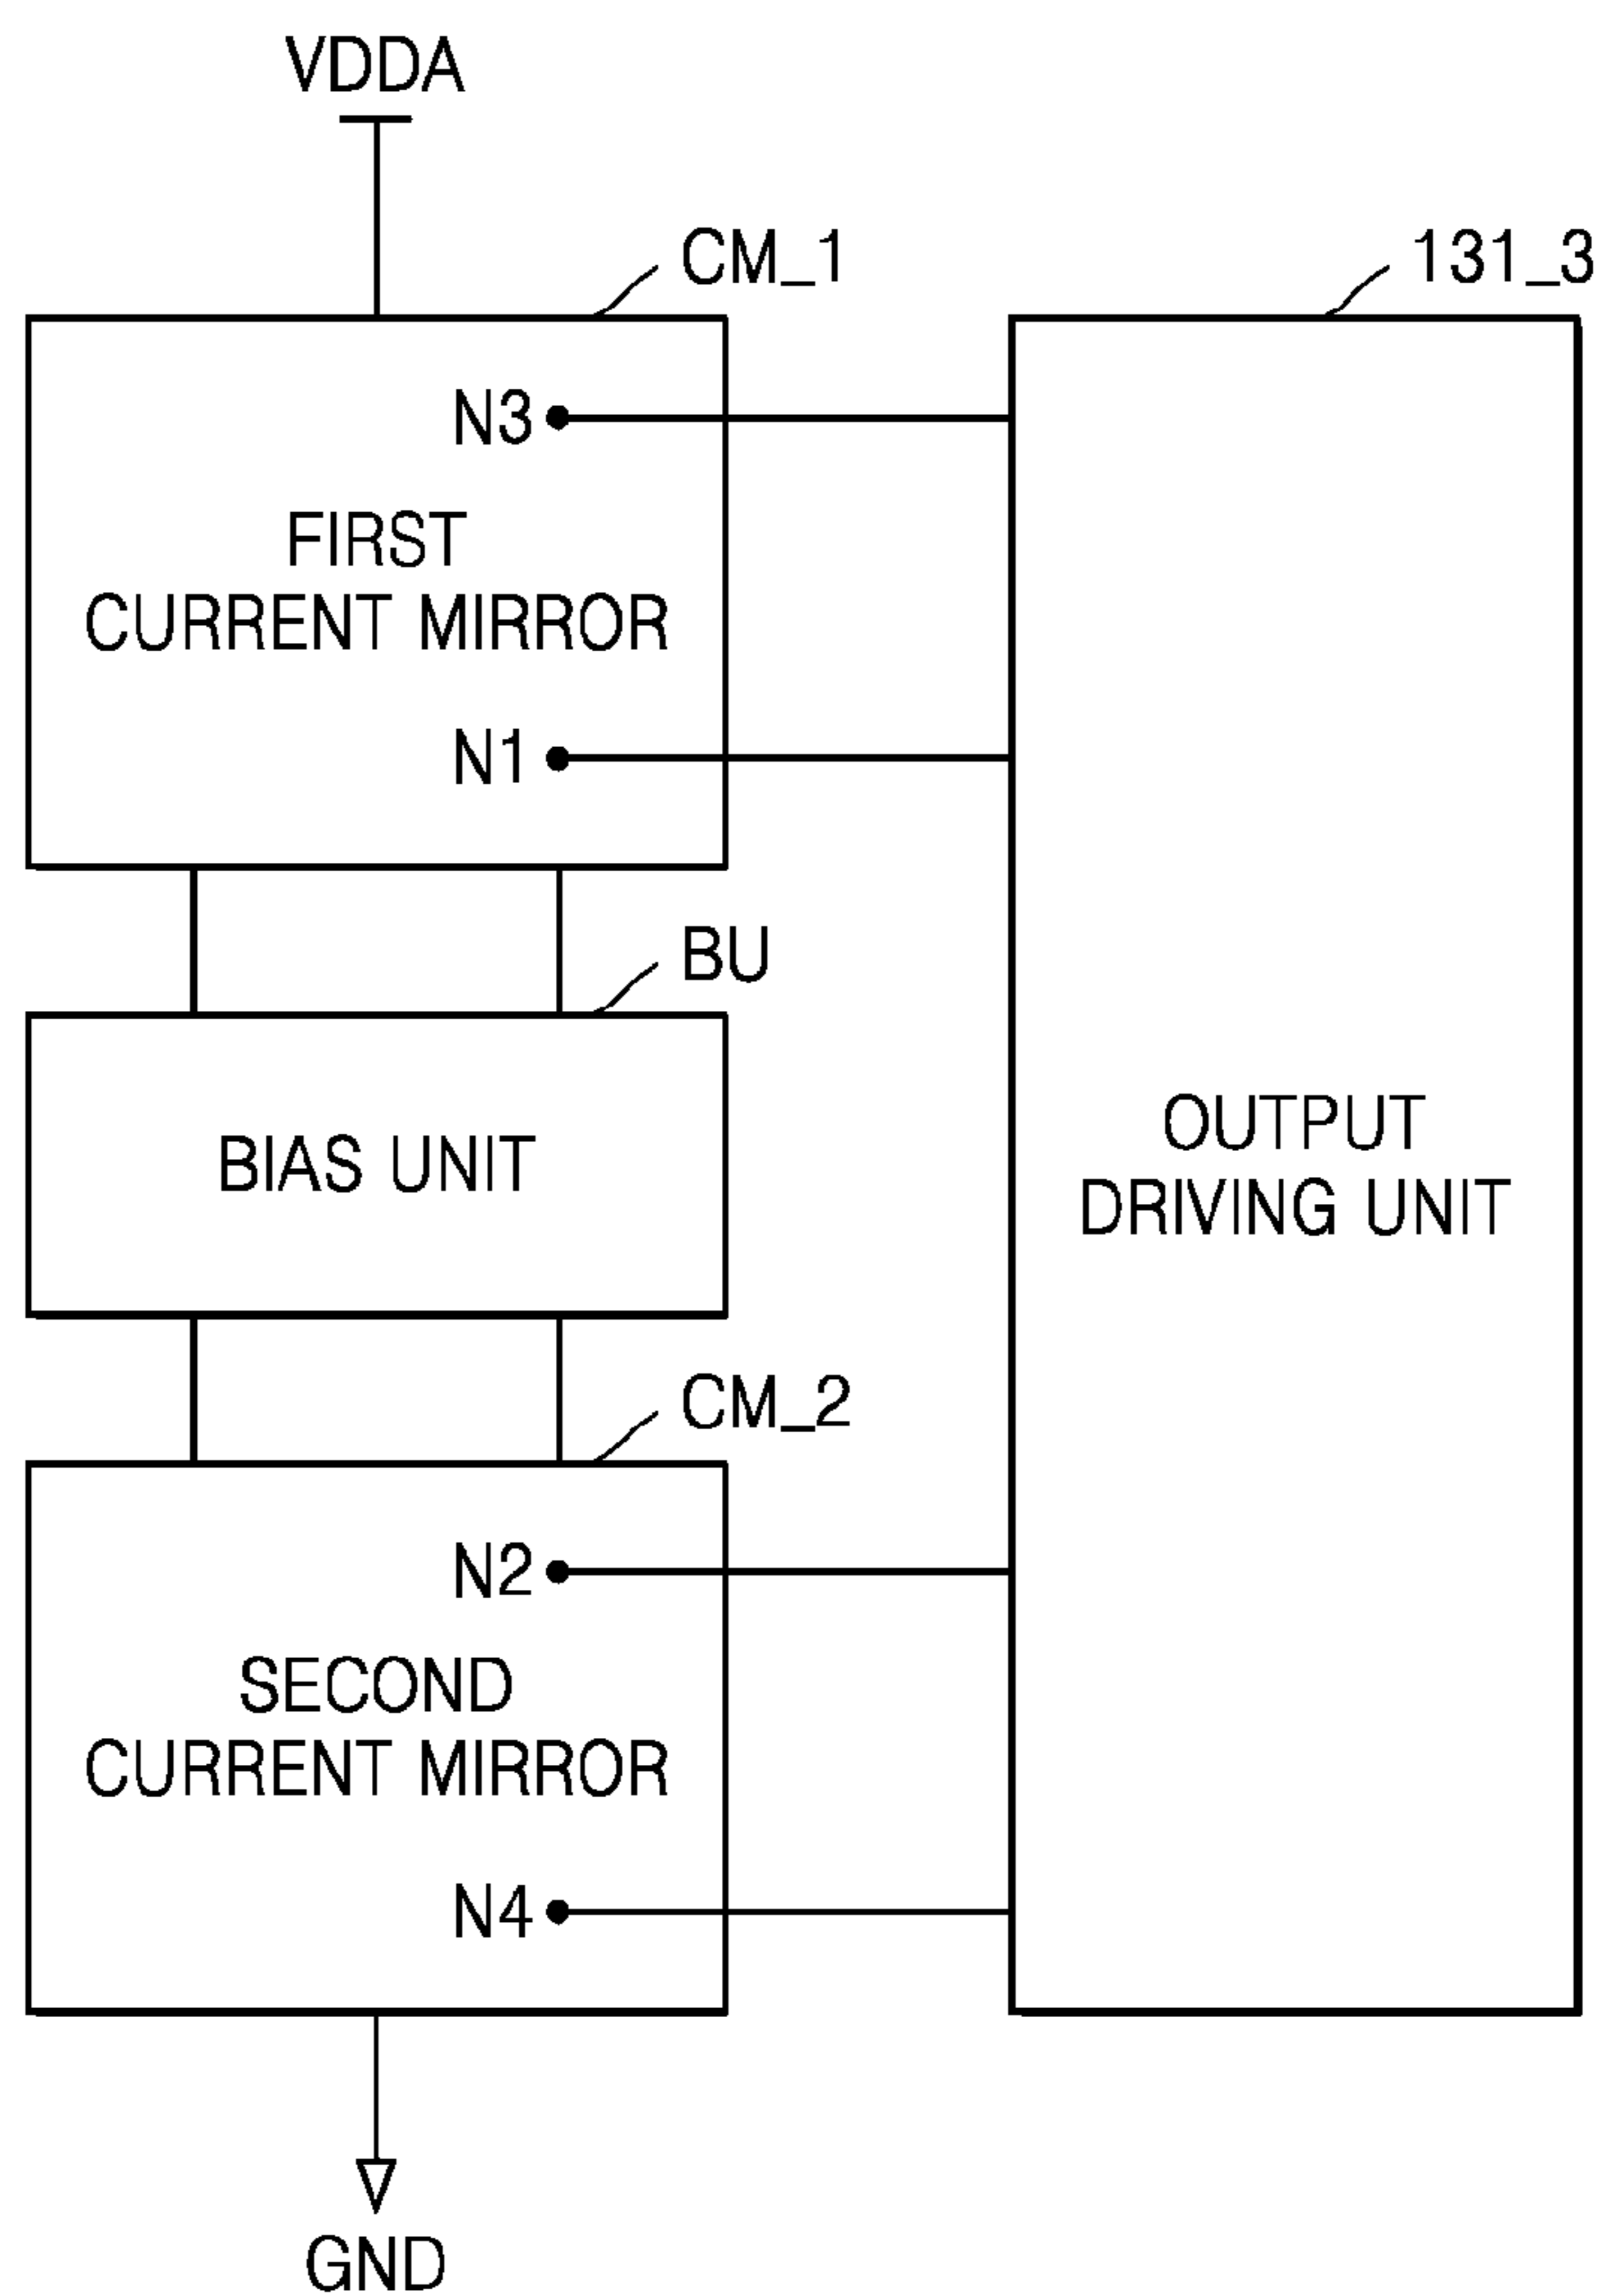 VDDA
CM_1
131_3
N3
FIRST
CURRENT MIRROR
N1
BU
BIAS UNIT
OUTPUT
DRIVING UNIT
CM_2
N2
SECOND
CURRENT MIRROR
N4
GND